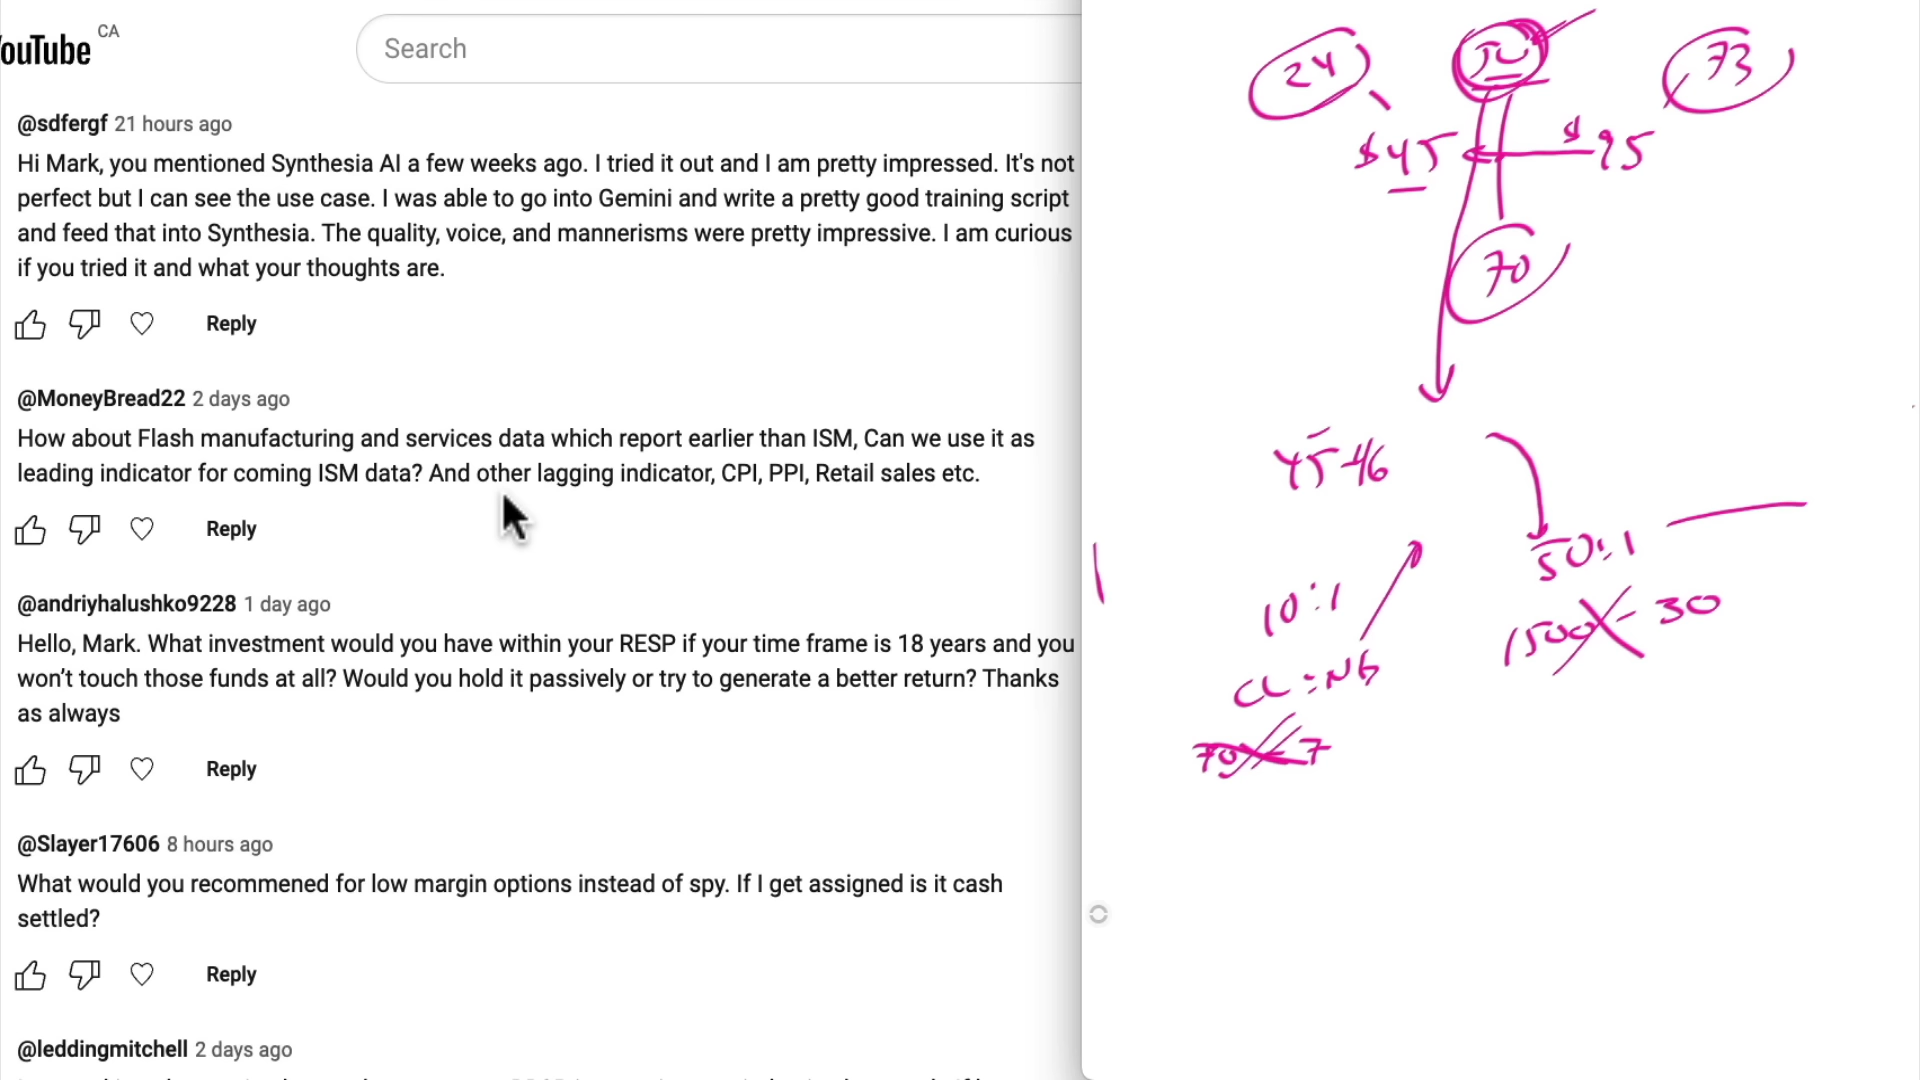 ouTube CA
Search
@sdfergf 21 hours ago
Hi Mark, you mentioned Synthesia AI a few weeks ago. I tried it out and I am pretty impressed. It's not
perfect but I can see the use case. I was able to go into Gemini and write a pretty good training script
and feed that into Synthesia. The quality, voice, and mannerisms were pretty impressive. I am curious
if you tried it and what your thoughts are.
Reply
@MoneyBread22 2 days ago
How about Flash manufacturing and services data which report earlier than ISM, Can we use it as
leading indicator for coming ISM data? And other lagging indicator, CPI, PPI, Retail sales etc.
Reply
@andriyhalushko9228 1 day ago
Hello, Mark. What investment would you have within your RESP if your time frame is 18 years and you
won’t touch those funds at all? Would you hold it passively or try to generate a better return? Thanks
as always
Reply
@Slayer17606 8 hours ago
What would you recommened for low margin options instead of spy. If I get assigned is it cash
settled?
Reply
@leddingmitchell 2 days ago
24
73
$45
$95
70
45-46
50:1
10:1
1500 - 30
CL:NG
70 - 7